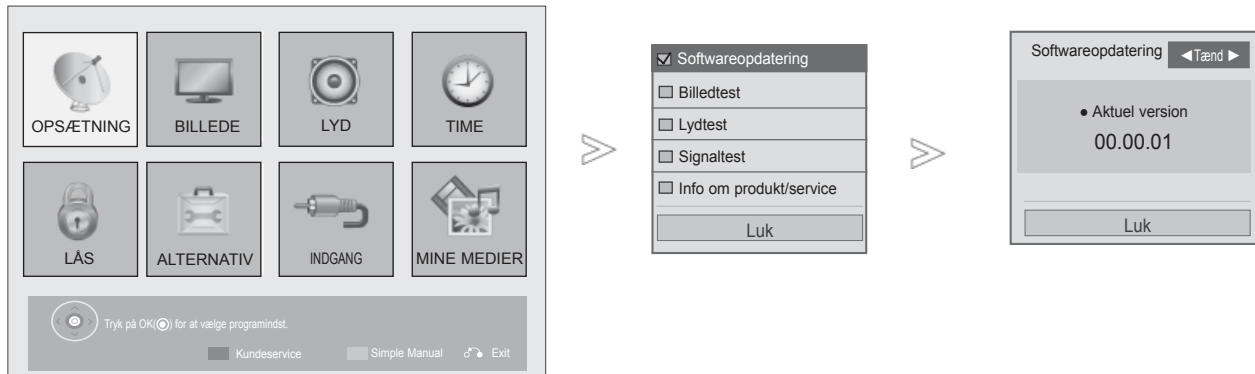 OPSÆTNING
BILLEDE
LYD
TIME
LÅS
ALTERNATIV
INDGANG
MINE MEDIER
Tryk på OK(◉) for at vælge programindst.
Kundeservice
Simple Manual
Exit
Softwareopdatering
Billedtest
Lydtest
Signaltest
Info om produkt/service
Luk
Softwareopdatering ◀Tænd ▶
● Aktuel version
00.00.01
Luk